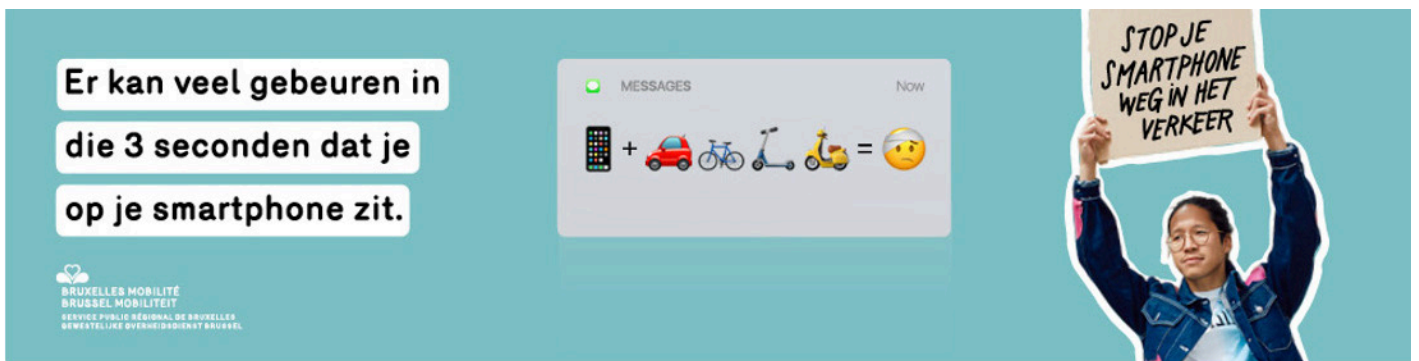 Er kan veel gebeuren in
die 3 seconden dat je
op je smartphone zit.
BRUXELLES MOBILITÉ
BRUSSEL MOBILITEIT
SERVICE PUBLIC RÉGIONAL DE BRUXELLES
GEWESTELIJKE OVERHEIDSDIENST BRUSSEL
MESSAGES Now
+ =
STOP JE
SMARTPHONE
WEG IN HET
VERKEER